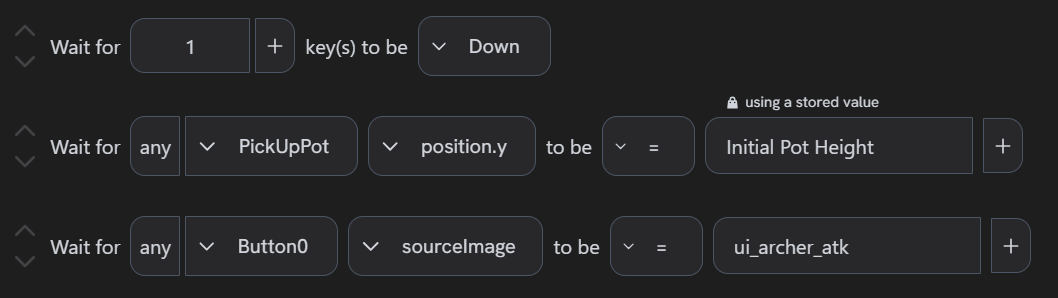 Wait for 1 + key(s) to be Down
using a stored value
Wait for any PickUpPot position.y to be = Initial Pot Height +
Wait for any Button0 sourceImage to be = ui_archer_atk +